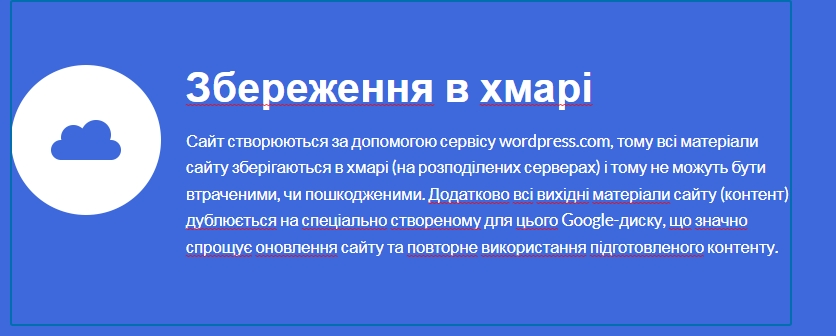 Збереження в хмарі
Сайт створюються за допомогою сервісу wordpress.com, тому всі матеріали
сайту зберігаються в хмарі (на розподілених серверах) і тому не можуть бути
втраченими, чи пошкодженими. Додатково всі вихідні матеріали сайту (контент)
дублюється на спеціально створеному для цього Google-диску, що значно
спрощує оновлення сайту та повторне використання підготовленого контенту.